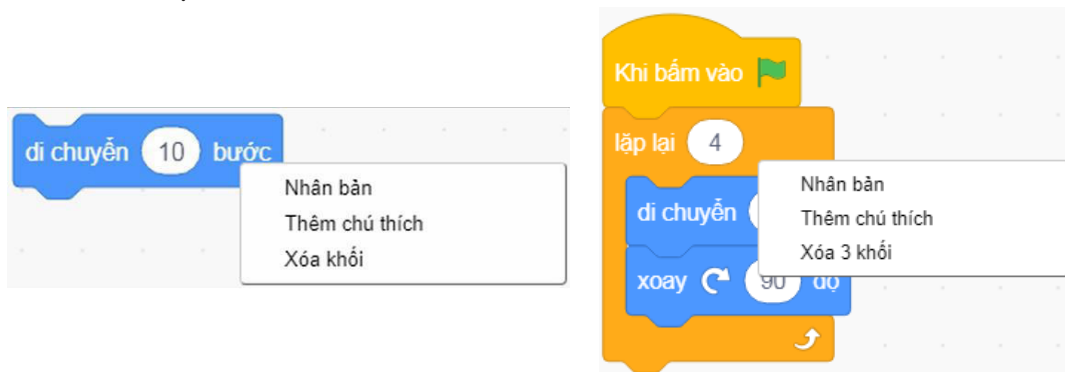 di chuyển 10 bước
Nhân bản
Thêm chú thích
Xóa khối
Khi bấm vào
lặp lại 4
di chuyển
Nhân bản
Thêm chú thích
Xóa 3 khối
xoay 90 độ